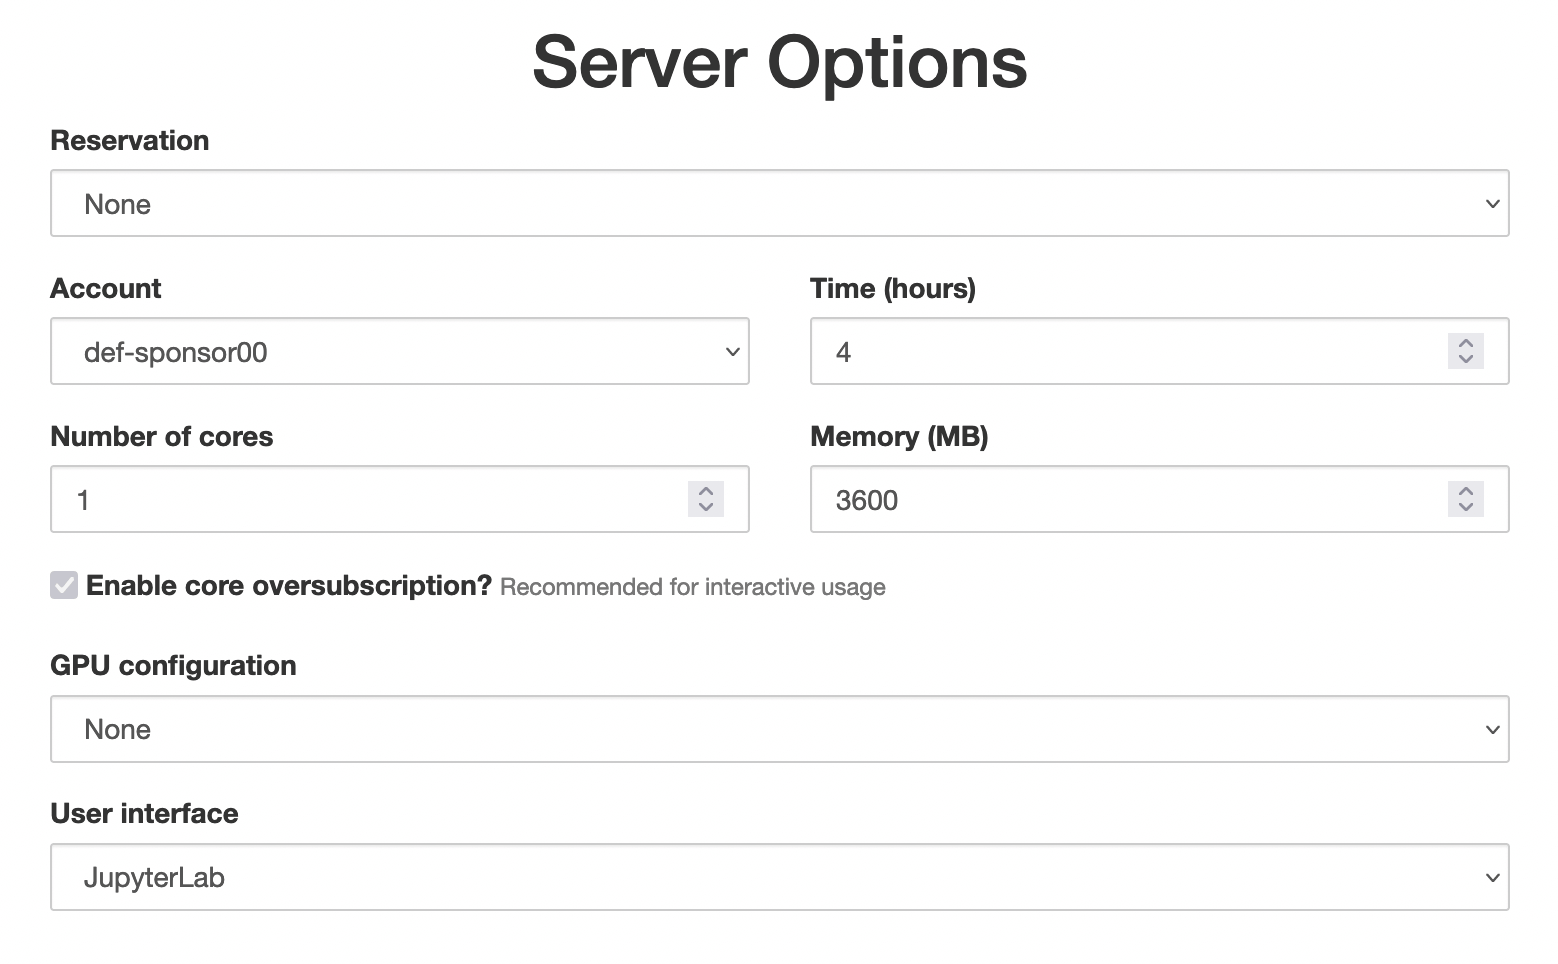 Server Options
Reservation
None
Account
def-sponsor00
Time (hours)
4
Number of cores
1
Memory (MB)
3600
Enable core oversubscription? Recommended for interactive usage
GPU configuration
None
User interface
JupyterLab